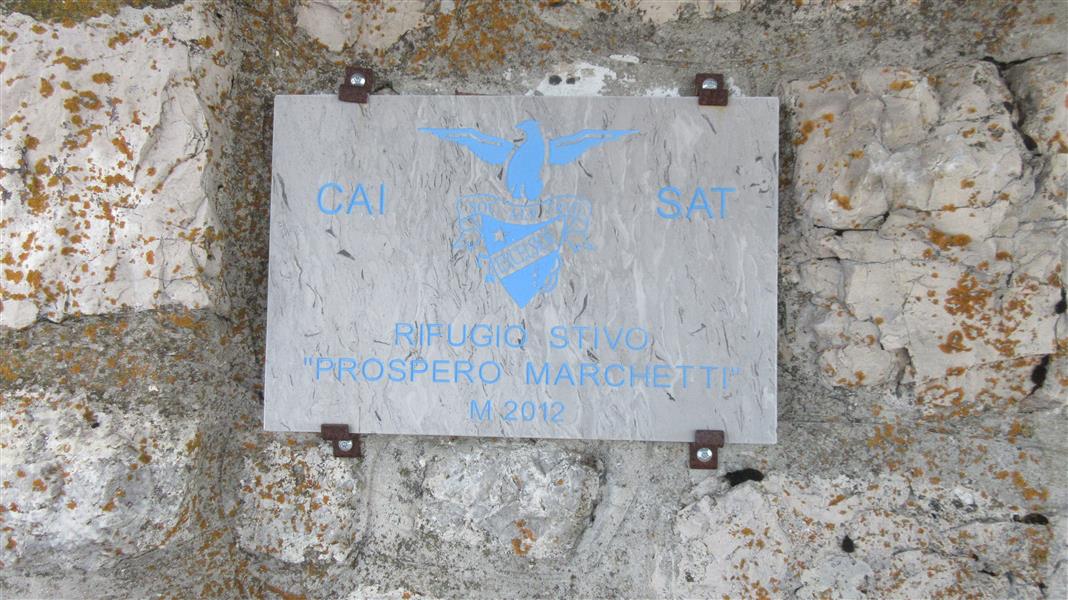 CAI SAT
RIFUGIO STIVO
"PROSPERO MARCHETTI"
M 2012